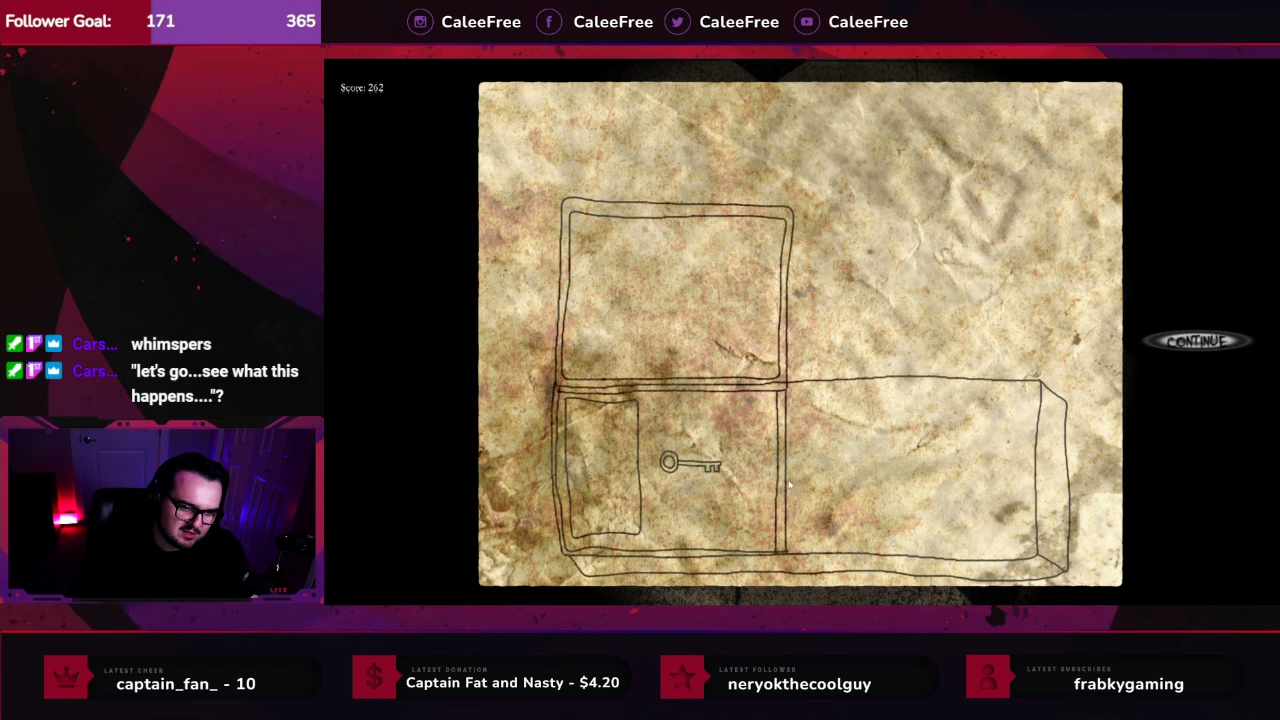 Follower Goal: 171 365
CaleeFree CaleeFree CaleeFree CaleeFree
Score: 262
CONTINUE
Cars... whimspers
Cars... "let's go...see what this
happens...."?
LIVE
LATEST CHEER
captain_fan_ - 10
LATEST DONATION
Captain Fat and Nasty - $4.20
LATEST FOLLOWER
neryokthecoolguy
LATEST SUBSCRIBER
frabkygaming